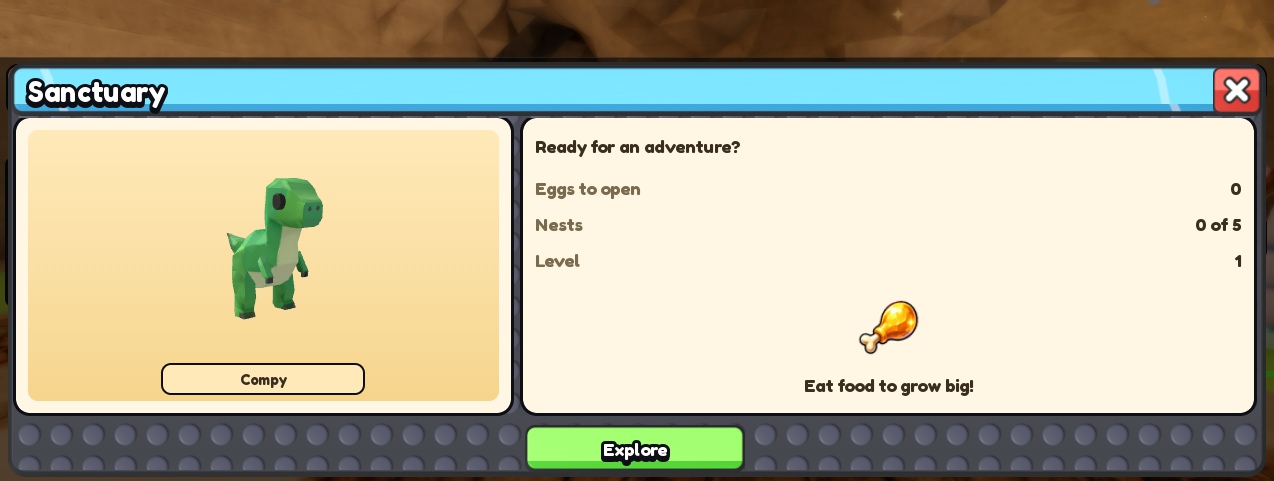 Sanctuary
Compy
Ready for an adventure?
Eggs to open 0
Nests 0 of 5
Level 1
Eat food to grow big!
Explore